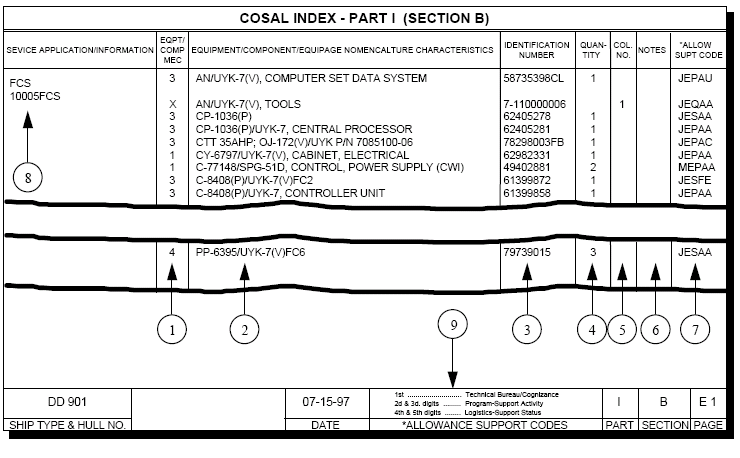 COSAL INDEX - PART I (SECTION B)
SEVICE APPLICATION/INFORMATION EQPT/ COMP MEC EQUIPMENT/COMPONENT/EQUIPAGE NOMENCALTURE CHARACTERISTICS IDENTIFICATION NUMBER QUAN- TITY COL. NO. NOTES *ALLOW SUPT CODE
FCS 3 AN/UYK-7(V), COMPUTER SET DATA SYSTEM 58735398CL 1 JEPAU
10005FCS
X AN/UYK-7(V), TOOLS 7-110000006 1 JEQAA
3 CP-1036(P) 62405278 1 JESAA
3 CP-1036(P)/UYK-7, CENTRAL PROCESSOR 62405281 1 JEPAA
3 CTT 35AHP; OJ-172(V)/UYK P/N 7085100-06 78298003FB 1 JEPAC
1 CY-6797/UYK-7(V), CABINET, ELECTRICAL 62982331 1 JEPAA
1 C-77148/SPG-51D, CONTROL, POWER SUPPLY (CWI) 49402881 2 MEPAA
3 C-8408(P)/UYK-7(V)FC2 61399872 1 JESFE
3 C-8408(P)/UYK-7, CONTROLLER UNIT 61399858 1 JEPAA
8
4 PP-6395/UYK-7(V)FC6 79739015 3 JESAA
1 2 9 3 4 5 6 7
DD 901 07-15-97 1st ........................ Technical Bureau/Cognizance I B E 1
2d & 3d. digits ........ Program-Support Activity
4th & 5th digits ........ Logistics-Support Status
SHIP TYPE & HULL NO. DATE *ALLOWANCE SUPPORT CODES PART SECTION PAGE